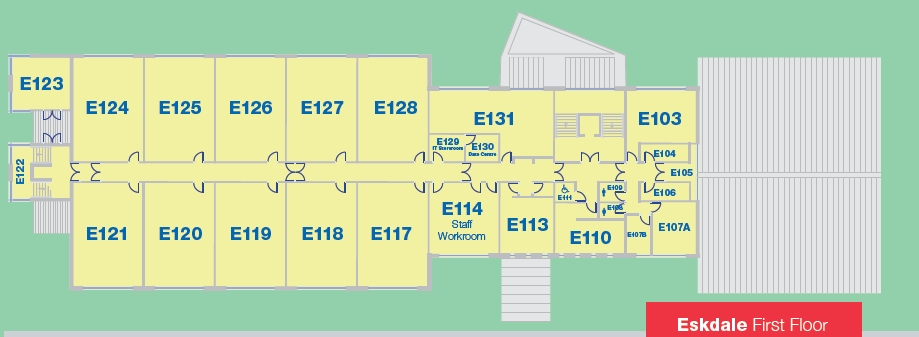 E123
E124
E125
E126
E127
E128
E131
E103
E129
IT Storeroom
E130
Data Centre
E104
E105
E106
E122
E109
E111
E108
E114
Staff
Workroom
E113
E110
E107B
E107A
E121
E120
E119
E118
E117
Eskdale First Floor